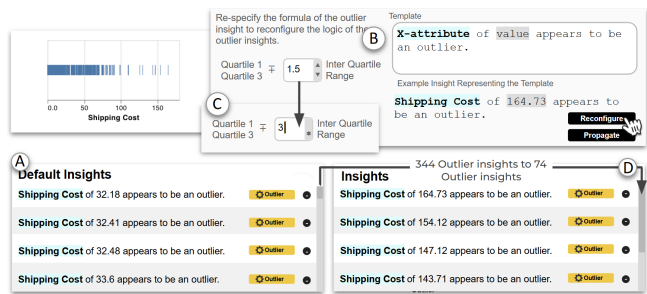 0.0 50 100 150
Shipping Cost
Re-specify the formula of the outlier
insight to reconfigure the logic of the
outlier insights.
B
Quartile 1 ∓ 1.5 Inter Quartile
Quartile 3 Range
C
Quartile 1 ∓ 3 Inter Quartile
Quartile 3 Range
Template
X-attribute of value appears to be
an outlier.
Example Insight Representing the Template
Shipping Cost of 164.73 appears to
be an outlier.
Reconfigure
Propagate
A
Default Insights
Shipping Cost of 32.18 appears to be an outlier. Outlier
Shipping Cost of 32.41 appears to be an outlier. Outlier
Shipping Cost of 32.48 appears to be an outlier. Outlier
Shipping Cost of 33.6 appears to be an outlier. Outlier
344 Outlier insights to 74
Outlier insights
D
Insights
Shipping Cost of 164.73 appears to be an outlier. Outlier
Shipping Cost of 154.12 appears to be an outlier. Outlier
Shipping Cost of 147.12 appears to be an outlier. Outlier
Shipping Cost of 143.71 appears to be an outlier. Outlier